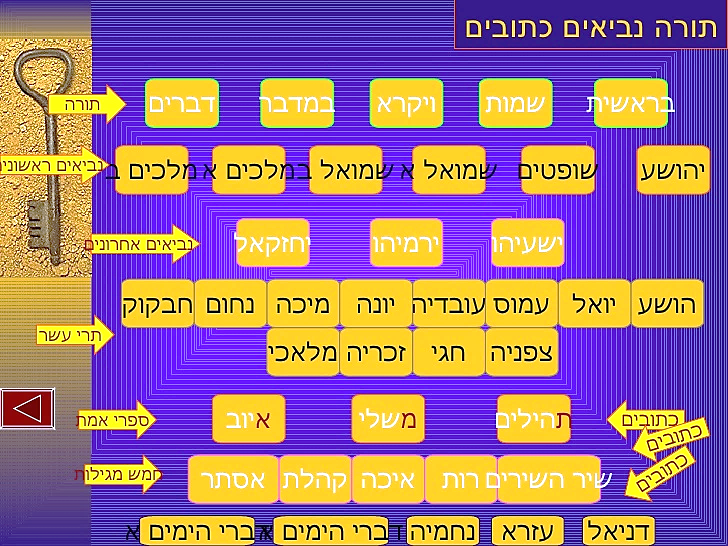 תורה נביאים כתובים
תורה בראשית שמות ויקרא במדבר דברים
נביאים ראשונים יהושע שופטים שמואל א שמואל ב מלכים א מלכים ב
נביאים אחרונים ישעיהו ירמיהו יחזקאל
תרי עשר הושע יואל עמוס עובדיה יונה מיכה נחום חבקוק
צפניה חגי זכריה מלאכי
כתובים ספרי אמת תהילים משלי איוב
כתובים חמש מגילות שיר השירים רות איכה קהלת אסתר
כתובים דניאל עזרא נחמיה דברי הימים א דברי הימים א